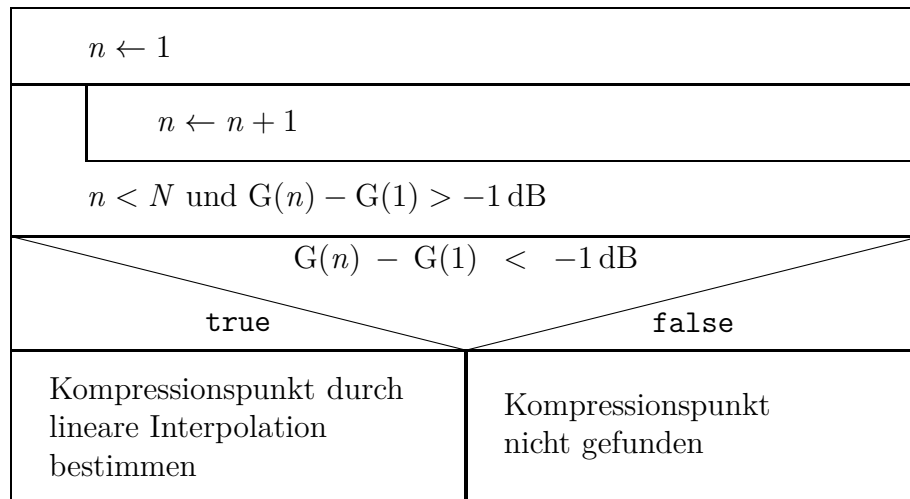 n ← 1
n ← n + 1
n < N und G(n) − G(1) > −1 dB
G(n) − G(1) < −1 dB
true
false
Kompressionspunkt durch
lineare Interpolation
bestimmen
Kompressionspunkt
nicht gefunden